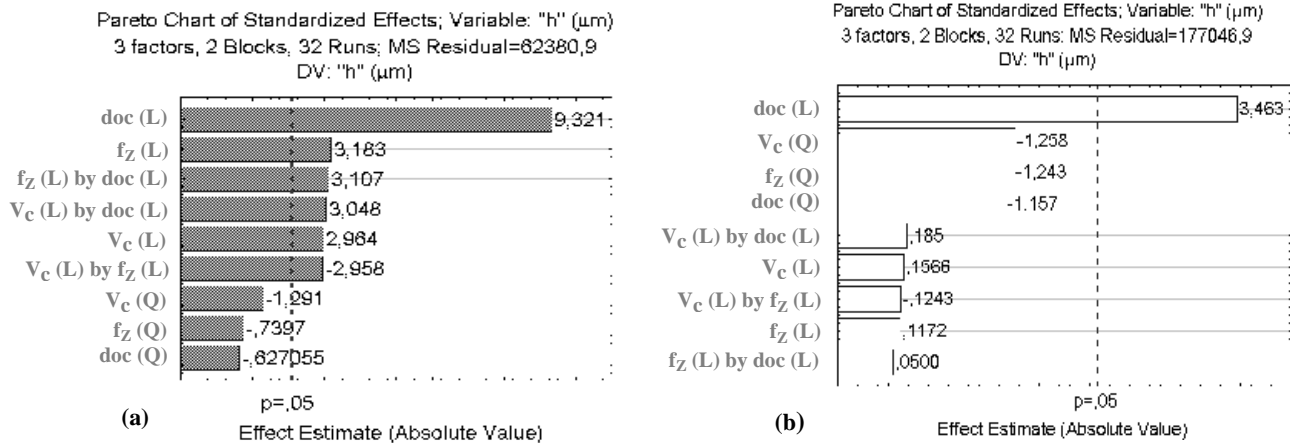 Pareto Chart of Standardized Effects; Variable: "h" (µm)
3 factors, 2 Blocks, 32 Runs; MS Residual=62380,9
DV: "h" (µm)
doc (L)
9,321
fZ (L)
3,183
fZ (L) by doc (L)
3,107
Vc (L) by doc (L)
3,048
Vc (L)
2,964
Vc (L) by fZ (L)
-2,958
Vc (Q)
-1,291
fZ (Q)
-,7397
doc (Q)
-,627055
p=,05
(a)
Effect Estimate (Absolute Value)
Pareto Chart of Standardized Effects; Variable: "h" (µm)
3 factors, 2 Blocks, 32 Runs: MS Residual=177046,9
DV: "h" (µm)
doc (L)
3,463
Vc (Q)
-1,258
fZ (Q)
-1,243
doc (Q)
-1.157
Vc (L) by doc (L)
,185
Vc (L)
,1566
Vc (L) by fZ (L)
-,1243
fZ (L)
,1172
fZ (L) by doc (L)
,0500
p=,05
(b)
Effect Estimate (Absolute Value)